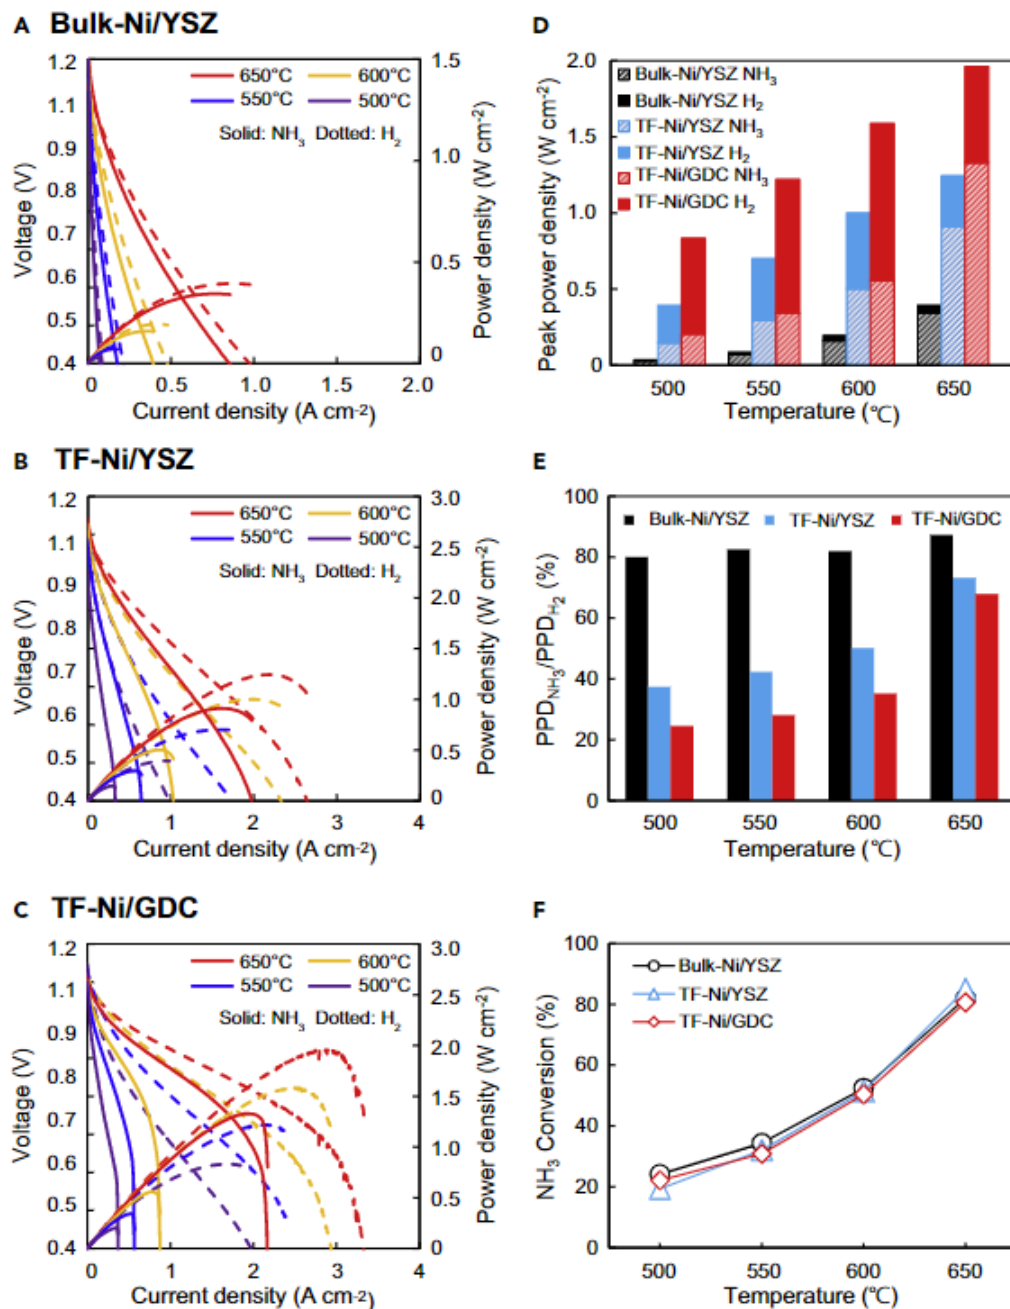 A Bulk-Ni/YSZ
1.2
1.1
0.9
0.8
0.7
0.6
0.5
0.4
Voltage (V)
650°C 600°C
550°C 500°C
Solid: NH3 Dotted: H2
1.5
1.0
0.5
0
Power density (W cm-2)
0 0.5 1.0 1.5 2.0
Current density (A cm-2)
B TF-Ni/YSZ
1.2
1.1
0.9
0.8
0.7
0.6
0.5
0.4
Voltage (V)
650°C 600°C
550°C 500°C
Solid: NH3 Dotted: H2
3.0
2.5
2.0
1.5
1.0
0.5
0
Power density (W cm-2)
0 1 2 3 4
Current density (A cm-2)
C TF-Ni/GDC
1.2
1.1
0.9
0.8
0.7
0.6
0.5
0.4
Voltage (V)
650°C 600°C
550°C 500°C
Solid: NH3 Dotted: H2
3.0
2.5
2.0
1.5
1.0
0.5
0
Power density (W cm-2)
0 1 2 3 4
Current density (A cm-2)
D
2.0
1.5
1.0
0.5
0
Peak power density (W cm-2)
Bulk-Ni/YSZ NH3
Bulk-Ni/YSZ H2
TF-Ni/YSZ NH3
TF-Ni/YSZ H2
TF-Ni/GDC NH3
TF-Ni/GDC H2
500 550 600 650
Temperature (℃)
E
100
80
60
40
20
0
PPDNH3/PPDH2 (%)
Bulk-Ni/YSZ TF-Ni/YSZ TF-Ni/GDC
500 550 600 650
Temperature (℃)
F
100
80
60
40
20
0
NH3 Conversion (%)
Bulk-Ni/YSZ
TF-Ni/YSZ
TF-Ni/GDC
500 550 600 650
Temperature (℃)